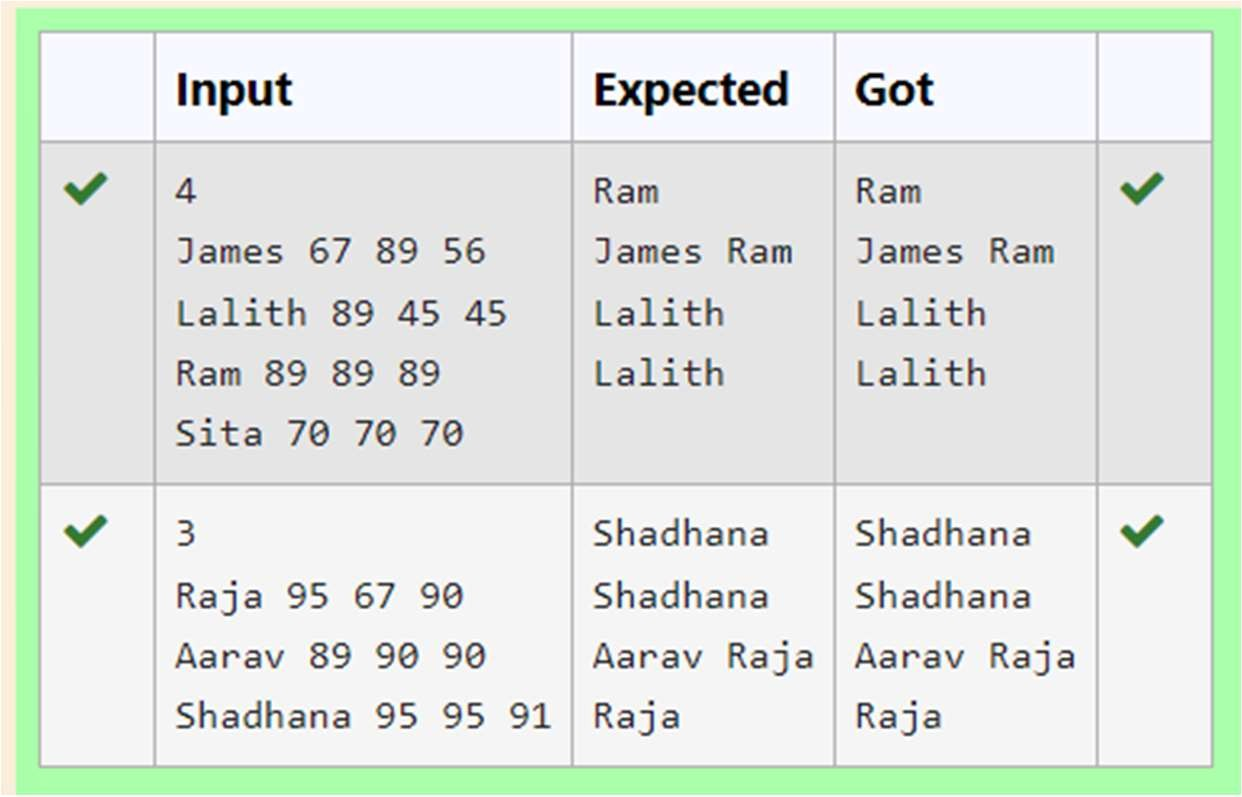 Input Expected Got
4 Ram Ram
James 67 89 56 James Ram James Ram
Lalith 89 45 45 Lalith Lalith
Ram 89 89 89 Lalith Lalith
Sita 70 70 70
3 Shadhana Shadhana
Raja 95 67 90 Shadhana Shadhana
Aarav 89 90 90 Aarav Raja Aarav Raja
Shadhana 95 95 91 Raja Raja